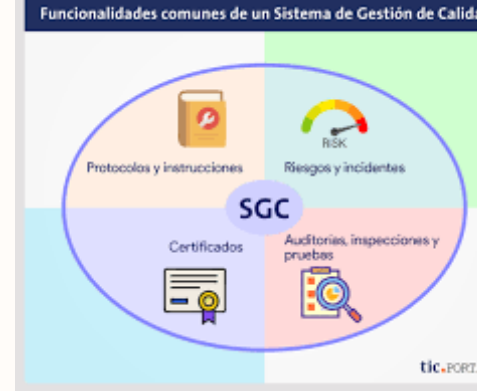 Funcionalidades comunes de un Sistema de Gestión de Calida
RISK
Protocolos y instrucciones
Riesgos y incidentes
SGC
Certificados
Auditorias, inspecciones y
pruebas
tic.PORT